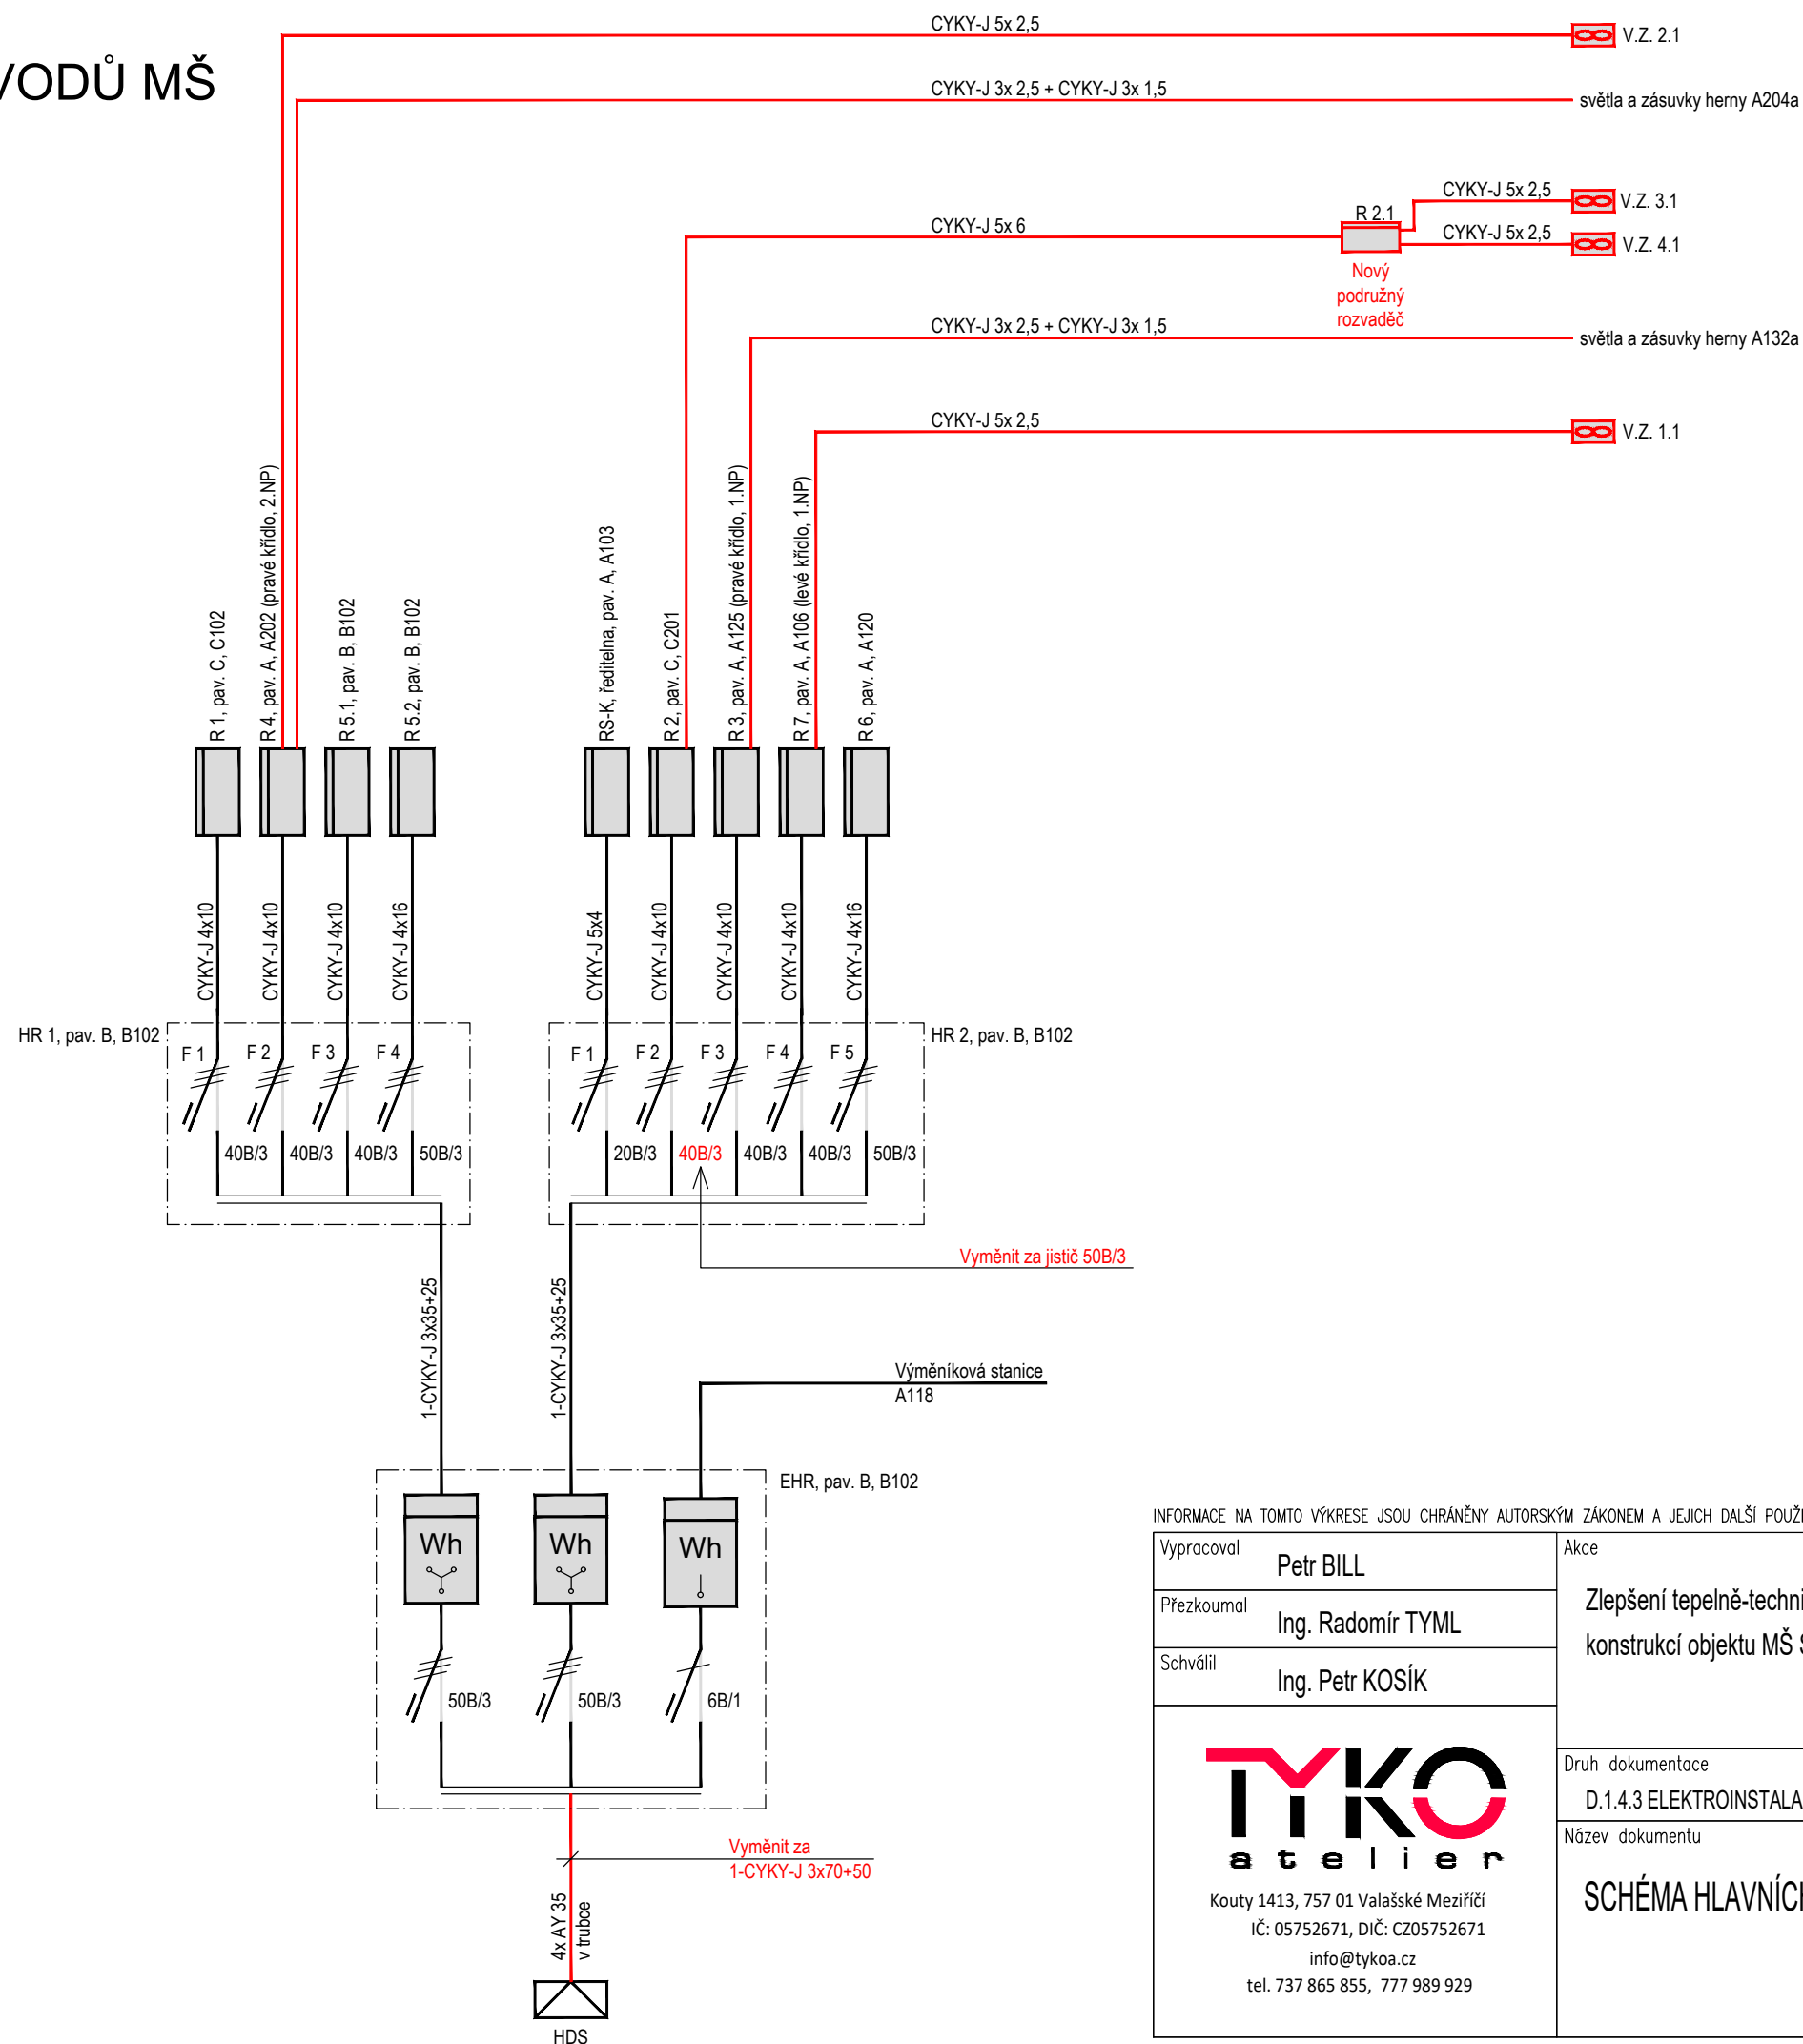 VODŮ MŠ
CYKY-J 5x 2,5
V.Z. 2.1
CYKY-J 3x 2,5 + CYKY-J 3x 1,5
světla a zásuvky herny A204a
CYKY-J 5x 2,5
V.Z. 3.1
R 2.1
CYKY-J 5x 6
CYKY-J 5x 2,5
V.Z. 4.1
Nový
podružný
rozvaděč
CYKY-J 3x 2,5 + CYKY-J 3x 1,5
světla a zásuvky herny A132a
CYKY-J 5x 2,5
V.Z. 1.1
R 1, pav. C, C102
R 4, pav. A, A202 (pravé křídlo, 2.NP)
R 5.1, pav. B, B102
R 5.2, pav. B, B102
RS-K, ředitelna, pav. A, A103
R 2, pav. C, C201
R 3, pav. A, A125 (pravé křídlo, 1.NP)
R 7, pav. A, A106 (levé křídlo, 1.NP)
R 6, pav. A, A120
CYKY-J 4x10
CYKY-J 4x10
CYKY-J 4x10
CYKY-J 4x16
CYKY-J 5x4
CYKY-J 4x10
CYKY-J 4x10
CYKY-J 4x10
CYKY-J 4x16
HR 1, pav. B, B102
HR 2, pav. B, B102
F 1
F 2
F 3
F 4
F 1
F 2
F 3
F 4
F 5
40B/3
40B/3
40B/3
50B/3
20B/3
40B/3
40B/3
40B/3
50B/3
Vyměnit za jistič 50B/3
1-CYKY-J 3x35+25
1-CYKY-J 3x35+25
Výměníková stanice
A118
EHR, pav. B, B102
Wh
Wh
Wh
50B/3
50B/3
6B/1
Vyměnit za
1-CYKY-J 3x70+50
4x AY 35
v trubce
HDS
INFORMACE NA TOMTO VÝKRESE JSOU CHRÁNĚNY AUTORSKÝM ZÁKONEM A JEJICH DALŠÍ POUŽI
Vypracoval
Petr BILL
Přezkoumal
Ing. Radomír TYML
Schválil
Ing. Petr KOSÍK
Akce
Zlepšení tepelně-techni
konstrukcí objektu MŠ S
TYKO
atelier
Kouty 1413, 757 01 Valašské Meziříčí
IČ: 05752671, DIČ: CZ05752671
info@tykoa.cz
tel. 737 865 855, 777 989 929
Druh dokumentace
D.1.4.3 ELEKTROINSTALA
Název dokumentu
SCHÉMA HLAVNÍCH